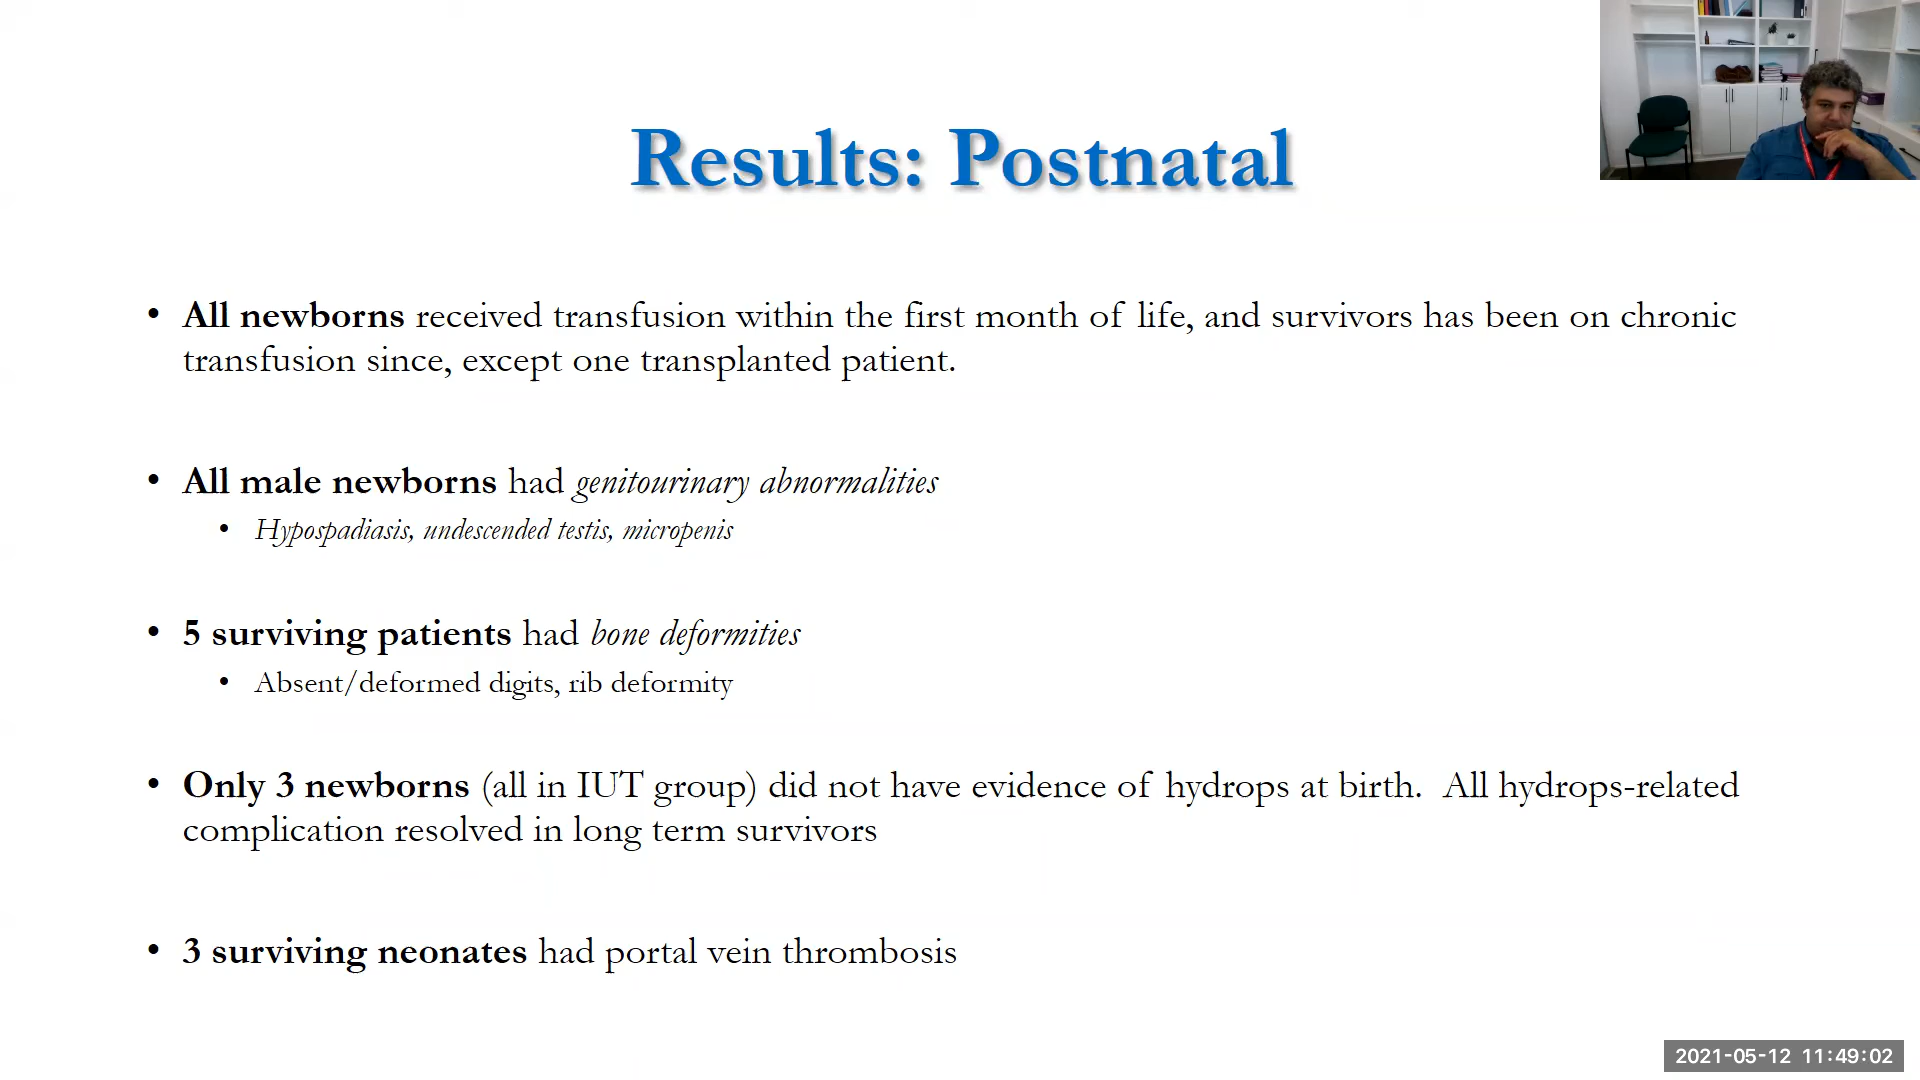 Results: Postnatal
• All newborns received transfusion within the first month of life, and survivors has been on chronic
transfusion since, except one transplanted patient.
• All male newborns had genitourinary abnormalities
• Hypospadiasis, undescended testis, micropenis
• 5 surviving patients had bone deformities
• Absent/deformed digits, rib deformity
• Only 3 newborns (all in IUT group) did not have evidence of hydrops at birth.  All hydrops-related
complication resolved in long term survivors
• 3 surviving neonates had portal vein thrombosis
2021-05-12 11:49:02